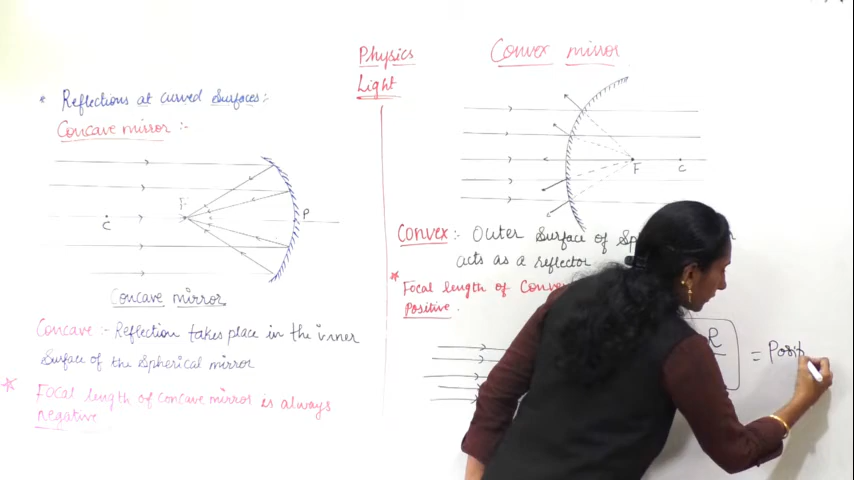 Physics
Light
* Reflections at curved surfaces:
Concave mirror :-
F
C
P
Concave mirror
Concave :- Reflection takes place in the inner
surface of the spherical mirror
* Focal length of concave mirror is always
negative
Convex mirror
F
C
Convex :- Outer surface of
acts as a reflector
* Focal length of
Positive.
R
= Posit